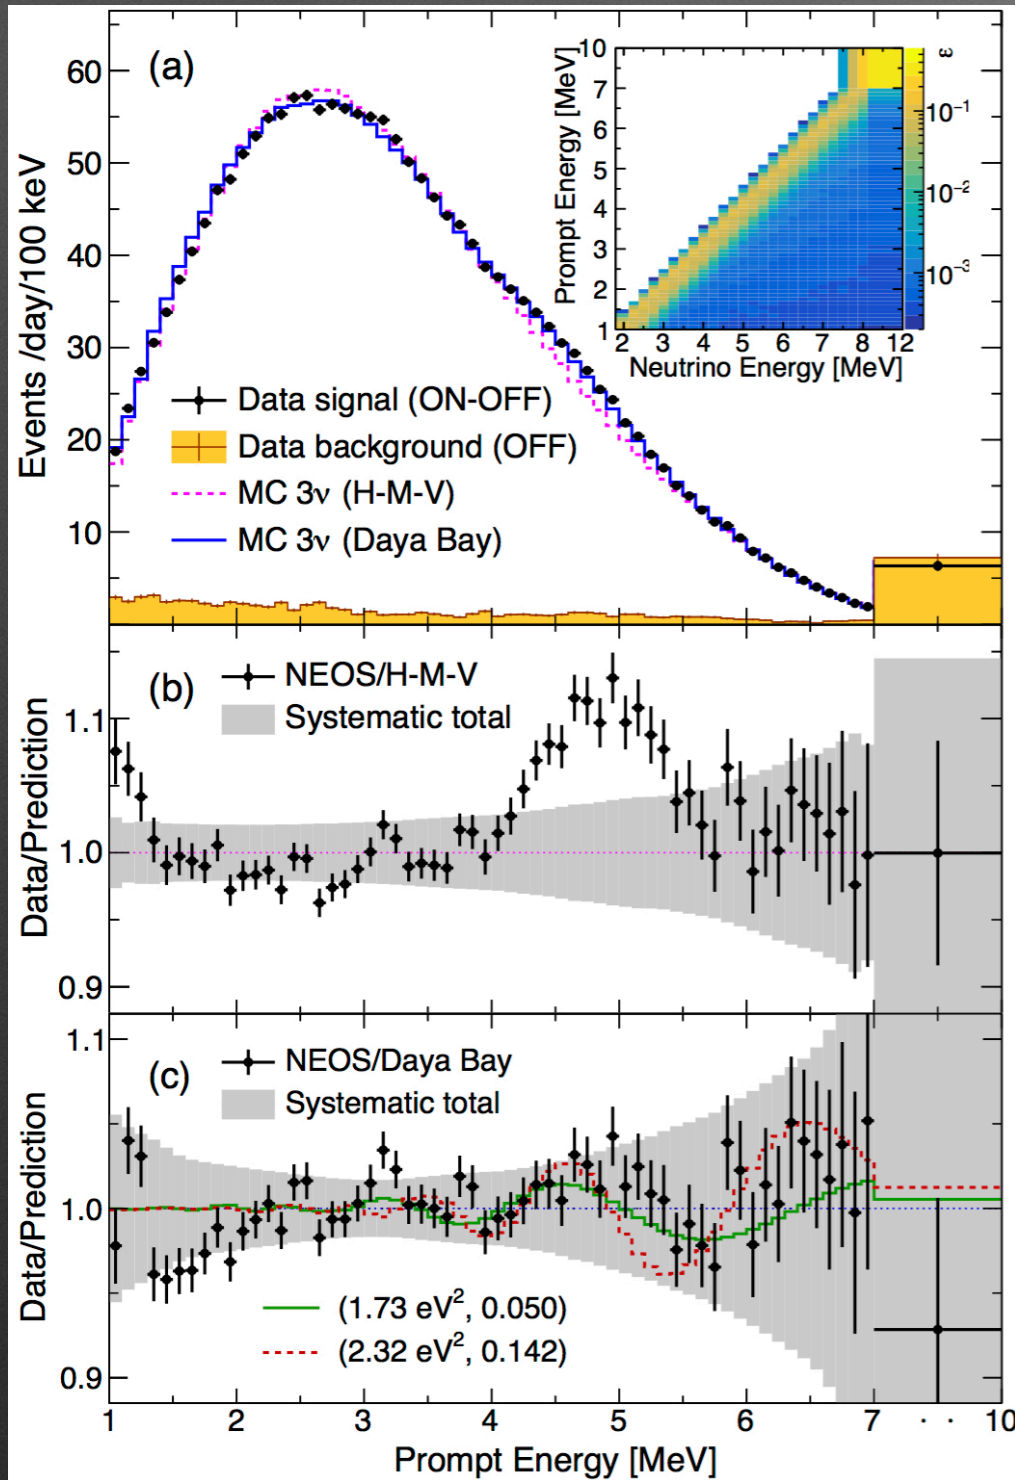 (a)
Events /day/100 keV
60
50
40
30
20
10
Data signal (ON-OFF)
Data background (OFF)
MC 3ν (H-M-V)
MC 3ν (Daya Bay)
Prompt Energy [MeV]
10
7
6
5
4
3
2
1
2 3 4 5 6 7 8 12
Neutrino Energy [MeV]
ε
10⁻¹
10⁻²
10⁻³
(b)
Data/Prediction
1.1
1.0
0.9
NEOS/H-M-V
Systematic total
(c)
Data/Prediction
1.1
1.0
0.9
NEOS/Daya Bay
Systematic total
(1.73 eV², 0.050)
(2.32 eV², 0.142)
1 2 3 4 5 6 7 · · 10
Prompt Energy [MeV]